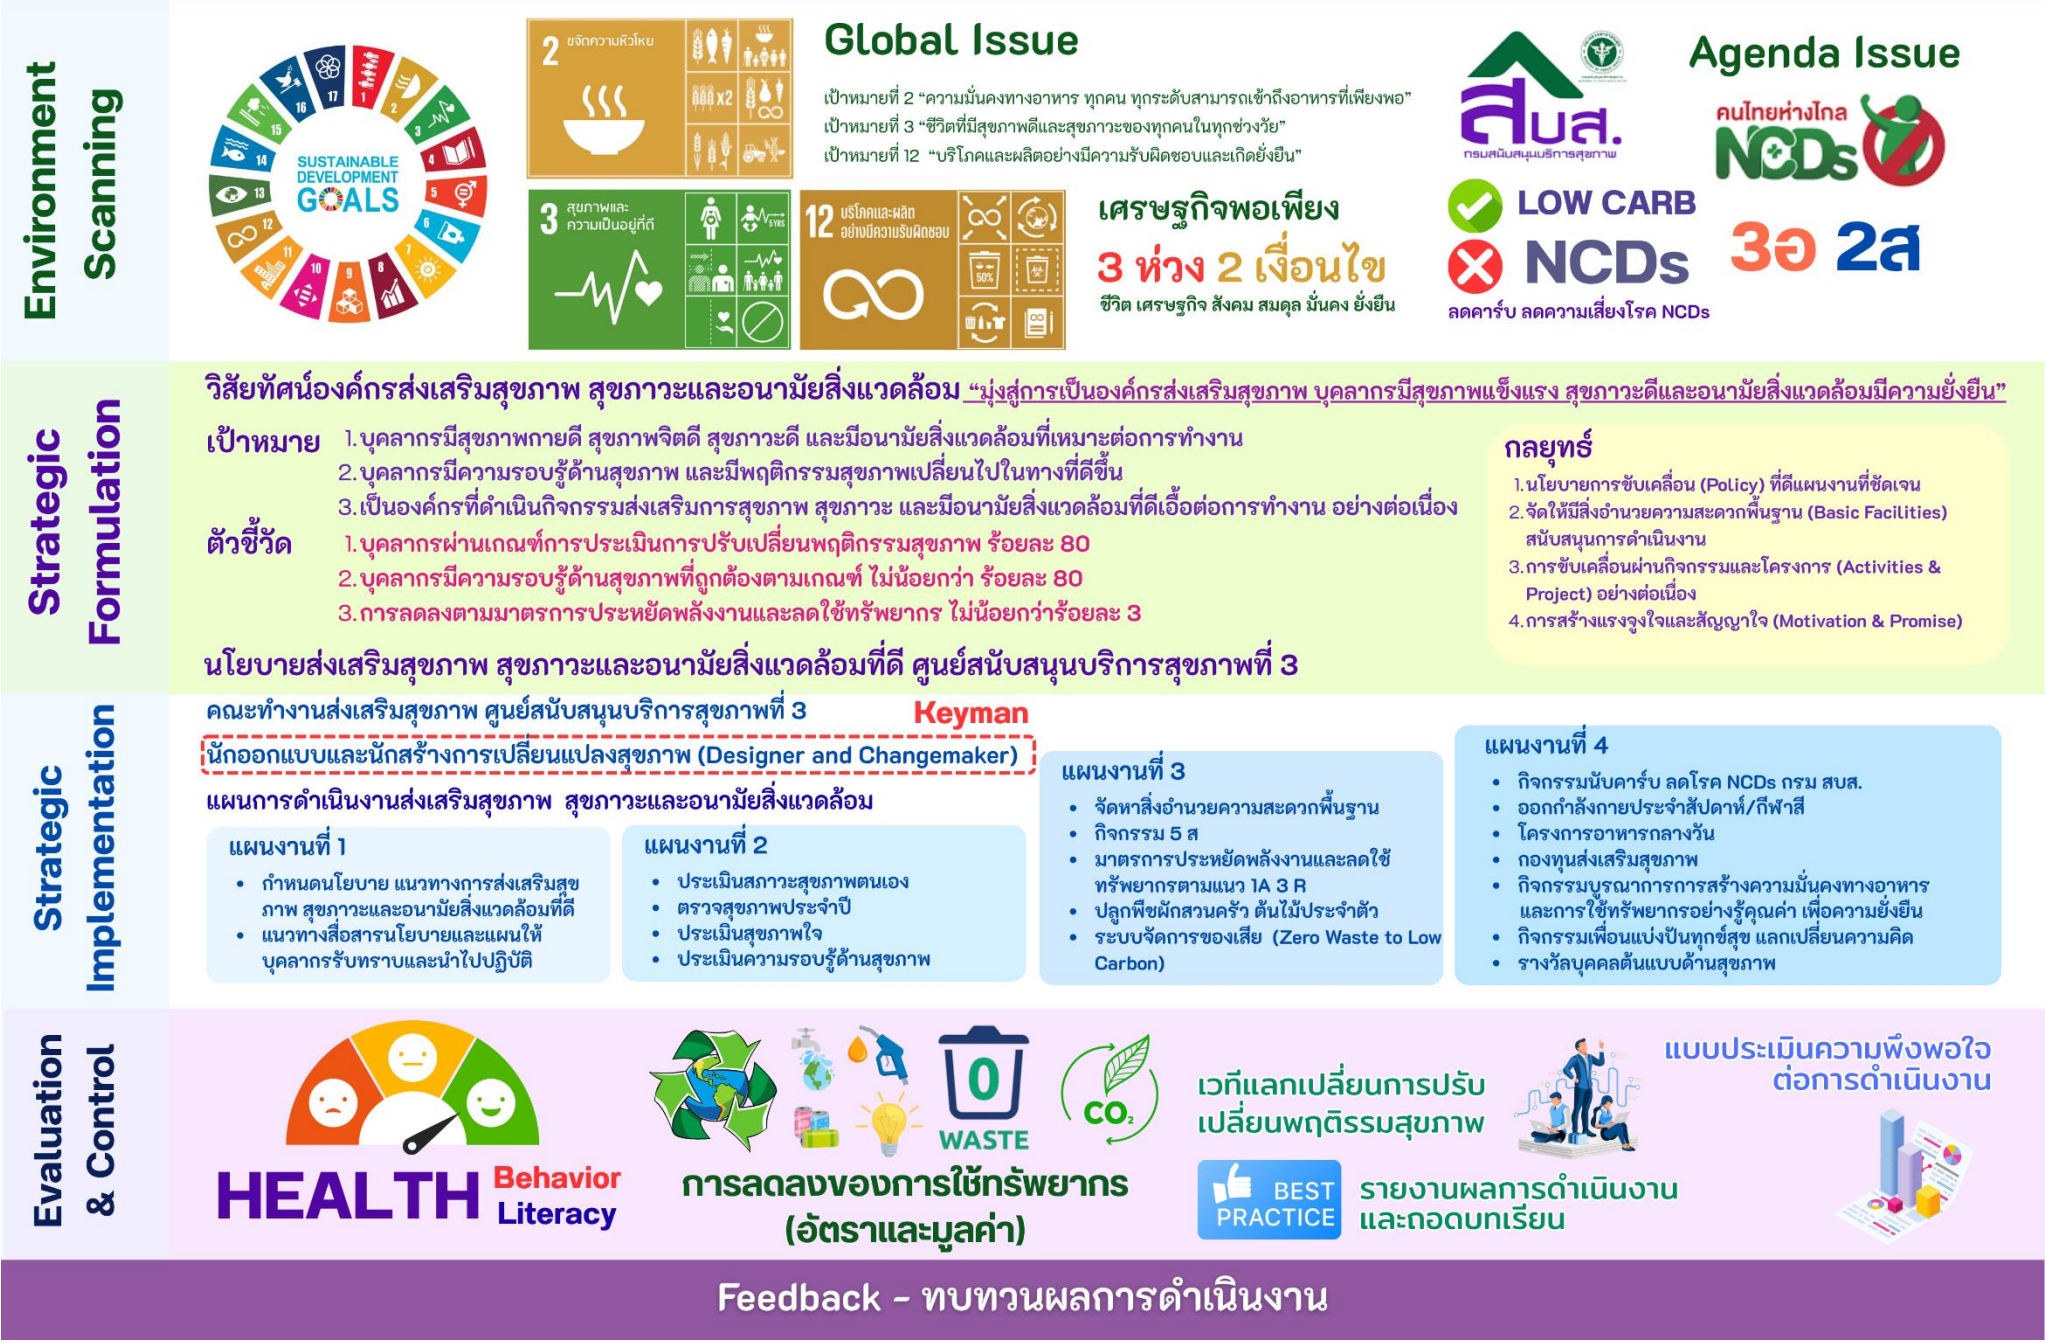 Environment Scanning
SUSTAINABLE
DEVELOPMENT
GOALS
1
2
3
4
5
6
7
8
9
10
11
12
13
14
15
16
17
2 ขจัดความหิวโหย
x2
3 สุขภาพและ
ความเป็นอยู่ที่ดี
5YRS
12 บริโภคและผลิต
อย่างมีความรับผิดชอบ
50%
Global Issue
เป้าหมายที่ 2 “ความมั่นคงทางอาหาร ทุกคน ทุกระดับสามารถเข้าถึงอาหารที่เพียงพอ”
เป้าหมายที่ 3 “ชีวิตที่มีสุขภาพดีและสุขภาวะของทุกคนในทุกช่วงวัย”
เป้าหมายที่ 12 “บริโภคและผลิตอย่างมีความรับผิดชอบและเกิดยั่งยืน”
เศรษฐกิจพอเพียง
3 ห่วง 2 เงื่อนไข
ชีวิต เศรษฐกิจ สังคม สมดุล มั่นคง ยั่งยืน
สบส.
กรมสนับสนุนบริการสุขภาพ
Agenda Issue
คนไทยห่างไกล
NCDs
LOW CARB
NCDs
ลดคาร์บ ลดความเสี่ยงโรค NCDs
3อ 2ส
Strategic Formulation
วิสัยทัศน์องค์กรส่งเสริมสุขภาพ สุขภาวะและอนามัยสิ่งแวดล้อม “มุ่งสู่การเป็นองค์กรส่งเสริมสุขภาพ บุคลากรมีสุขภาพแข็งแรง สุขภาวะดีและอนามัยสิ่งแวดล้อมมีความยั่งยืน”
เป้าหมาย 1. บุคลากรมีสุขภาพกายดี สุขภาพจิตดี สุขภาวะดี และมีอนามัยสิ่งแวดล้อมที่เหมาะต่อการทำงาน
2. บุคลากรมีความรอบรู้ด้านสุขภาพ และมีพฤติกรรมสุขภาพเปลี่ยนไปในทางที่ดีขึ้น
3. เป็นองค์กรที่ดำเนินกิจกรรมส่งเสริมการสุขภาพ สุขภาวะ และมีอนามัยสิ่งแวดล้อมที่ดีเอื้อต่อการทำงาน อย่างต่อเนื่อง
ตัวชี้วัด 1. บุคลากรผ่านเกณฑ์การประเมินการปรับเปลี่ยนพฤติกรรมสุขภาพ ร้อยละ 80
2. บุคลากรมีความรอบรู้ด้านสุขภาพที่ถูกต้องตามเกณฑ์ ไม่น้อยกว่า ร้อยละ 80
3. การลดลงตามมาตรการประหยัดพลังงานและลดใช้ทรัพยากร ไม่น้อยกว่าร้อยละ 3
กลยุทธ์
1. นโยบายการขับเคลื่อน (Policy) ที่ดีแผนงานที่ชัดเจน
2. จัดให้มีสิ่งอำนวยความสะดวกพื้นฐาน (Basic Facilities)
สนับสนุนการดำเนินงาน
3. การขับเคลื่อนผ่านกิจกรรมและโครงการ (Activities &
Project) อย่างต่อเนื่อง
4. การสร้างแรงจูงใจและสัญญาใจ (Motivation & Promise)
นโยบายส่งเสริมสุขภาพ สุขภาวะและอนามัยสิ่งแวดล้อมที่ดี ศูนย์สนับสนุนบริการสุขภาพที่ 3
Strategic Implementation
คณะทำงานส่งเสริมสุขภาพ ศูนย์สนับสนุนบริการสุขภาพที่ 3
Keyman
นักออกแบบและนักสร้างการเปลี่ยนแปลงสุขภาพ (Designer and Changemaker)
แผนการดำเนินงานส่งเสริมสุขภาพ สุขภาวะและอนามัยสิ่งแวดล้อม
แผนงานที่ 1
• กำหนดนโยบาย แนวทางการส่งเสริมสุข
ภาพ สุขภาวะและอนามัยสิ่งแวดล้อมที่ดี
• แนวทางสื่อสารนโยบายและแผนให้
บุคลากรรับทราบและนำไปปฏิบัติ
แผนงานที่ 2
• ประเมินสภาวะสุขภาพตนเอง
• ตรวจสุขภาพประจำปี
• ประเมินสุขภาพใจ
• ประเมินความรอบรู้ด้านสุขภาพ
แผนงานที่ 3
• จัดหาสิ่งอำนวยความสะดวกพื้นฐาน
• กิจกรรม 5 ส
• มาตรการประหยัดพลังงานและลดใช้
ทรัพยากรตามแนว 1A 3 R
• ปลูกพืชผักสวนครัว ต้นไม้ประจำตัว
• ระบบจัดการของเสีย (Zero Waste to Low
Carbon)
แผนงานที่ 4
• กิจกรรมนับคาร์บ ลดโรค NCDs กรม สบส.
• ออกกำลังกายประจำสัปดาห์/กีฬาสี
• โครงการอาหารกลางวัน
• กองทุนส่งเสริมสุขภาพ
• กิจกรรมบูรณาการการสร้างความมั่นคงทางอาหาร
และการใช้ทรัพยากรอย่างรู้คุณค่า เพื่อความยั่งยืน
• กิจกรรมเพื่อนแบ่งปันทุกข์สุข แลกเปลี่ยนความคิด
• รางวัลบุคคลต้นแบบด้านสุขภาพ
Evaluation & Control
HEALTH Behavior
Literacy
0
WASTE
CO2
การลดลงของการใช้ทรัพยากร
(อัตราและมูลค่า)
เวทีแลกเปลี่ยนการปรับ
เปลี่ยนพฤติรรมสุขภาพ
BEST
PRACTICE
รายงานผลการดำเนินงาน
และถอดบทเรียน
แบบประเมินความพึงพอใจ
ต่อการดำเนินงาน
Feedback - ทบทวนผลการดำเนินงาน